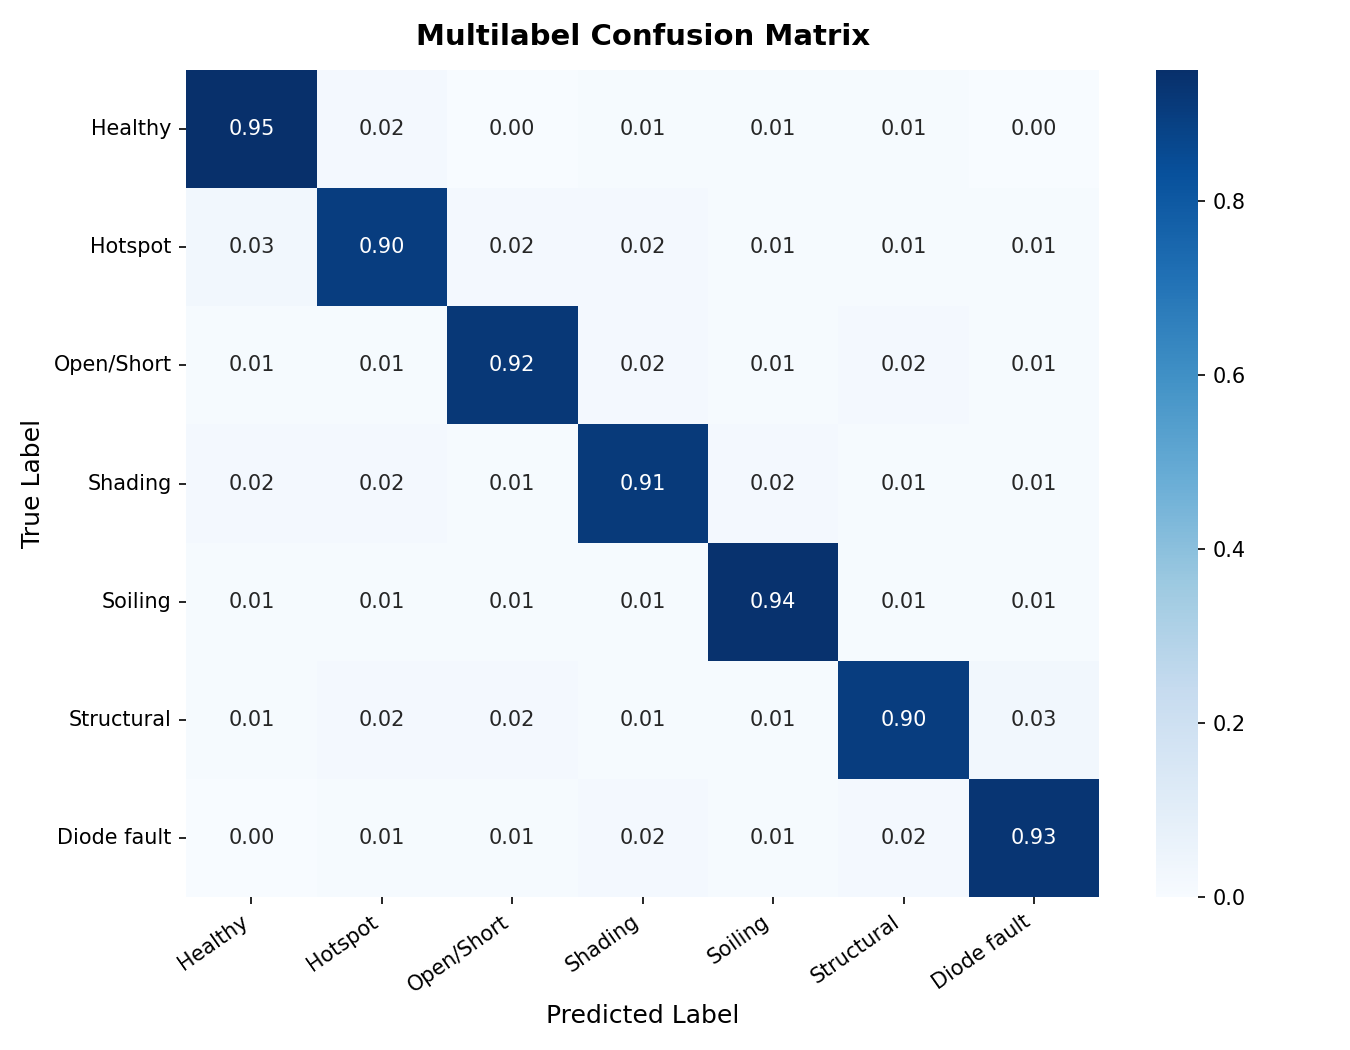 Multilabel Confusion Matrix
Healthy 0.95 0.02 0.00 0.01 0.01 0.01 0.00
Hotspot 0.03 0.90 0.02 0.02 0.01 0.01 0.01
Open/Short 0.01 0.01 0.92 0.02 0.01 0.02 0.01
Shading 0.02 0.02 0.01 0.91 0.02 0.01 0.01
Soiling 0.01 0.01 0.01 0.01 0.94 0.01 0.01
Structural 0.01 0.02 0.02 0.01 0.01 0.90 0.03
Diode fault 0.00 0.01 0.01 0.02 0.01 0.02 0.93
True Label
Healthy Hotspot Open/Short Shading Soiling Structural Diode fault
Predicted Label
0.8
0.6
0.4
0.2
0.0